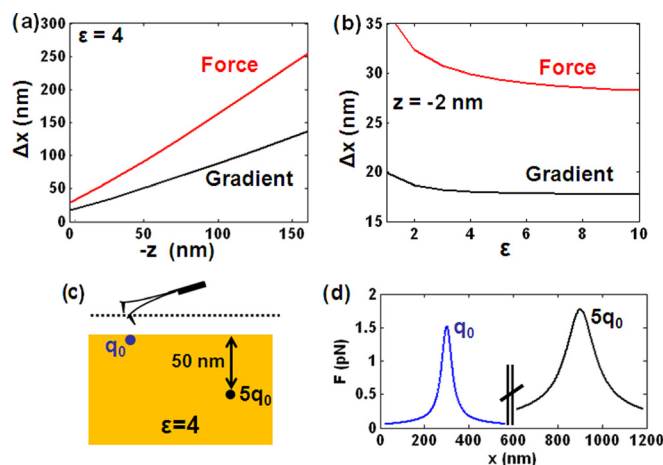 (a)
300
250
200
150
100
50
0
Δx (nm)
ε = 4
Force
Gradient
0 50 100 150
-z (nm)
(b)
35
30
25
20
15
Δx (nm)
Force
z = -2 nm
Gradient
2 4 6 8 10
ε
(c)
q0
50 nm
5q0
ε=4
(d)
2
1.5
1
0.5
0
F (pN)
q0
5q0
0 200 400 600 800 1000 1200
x (nm)